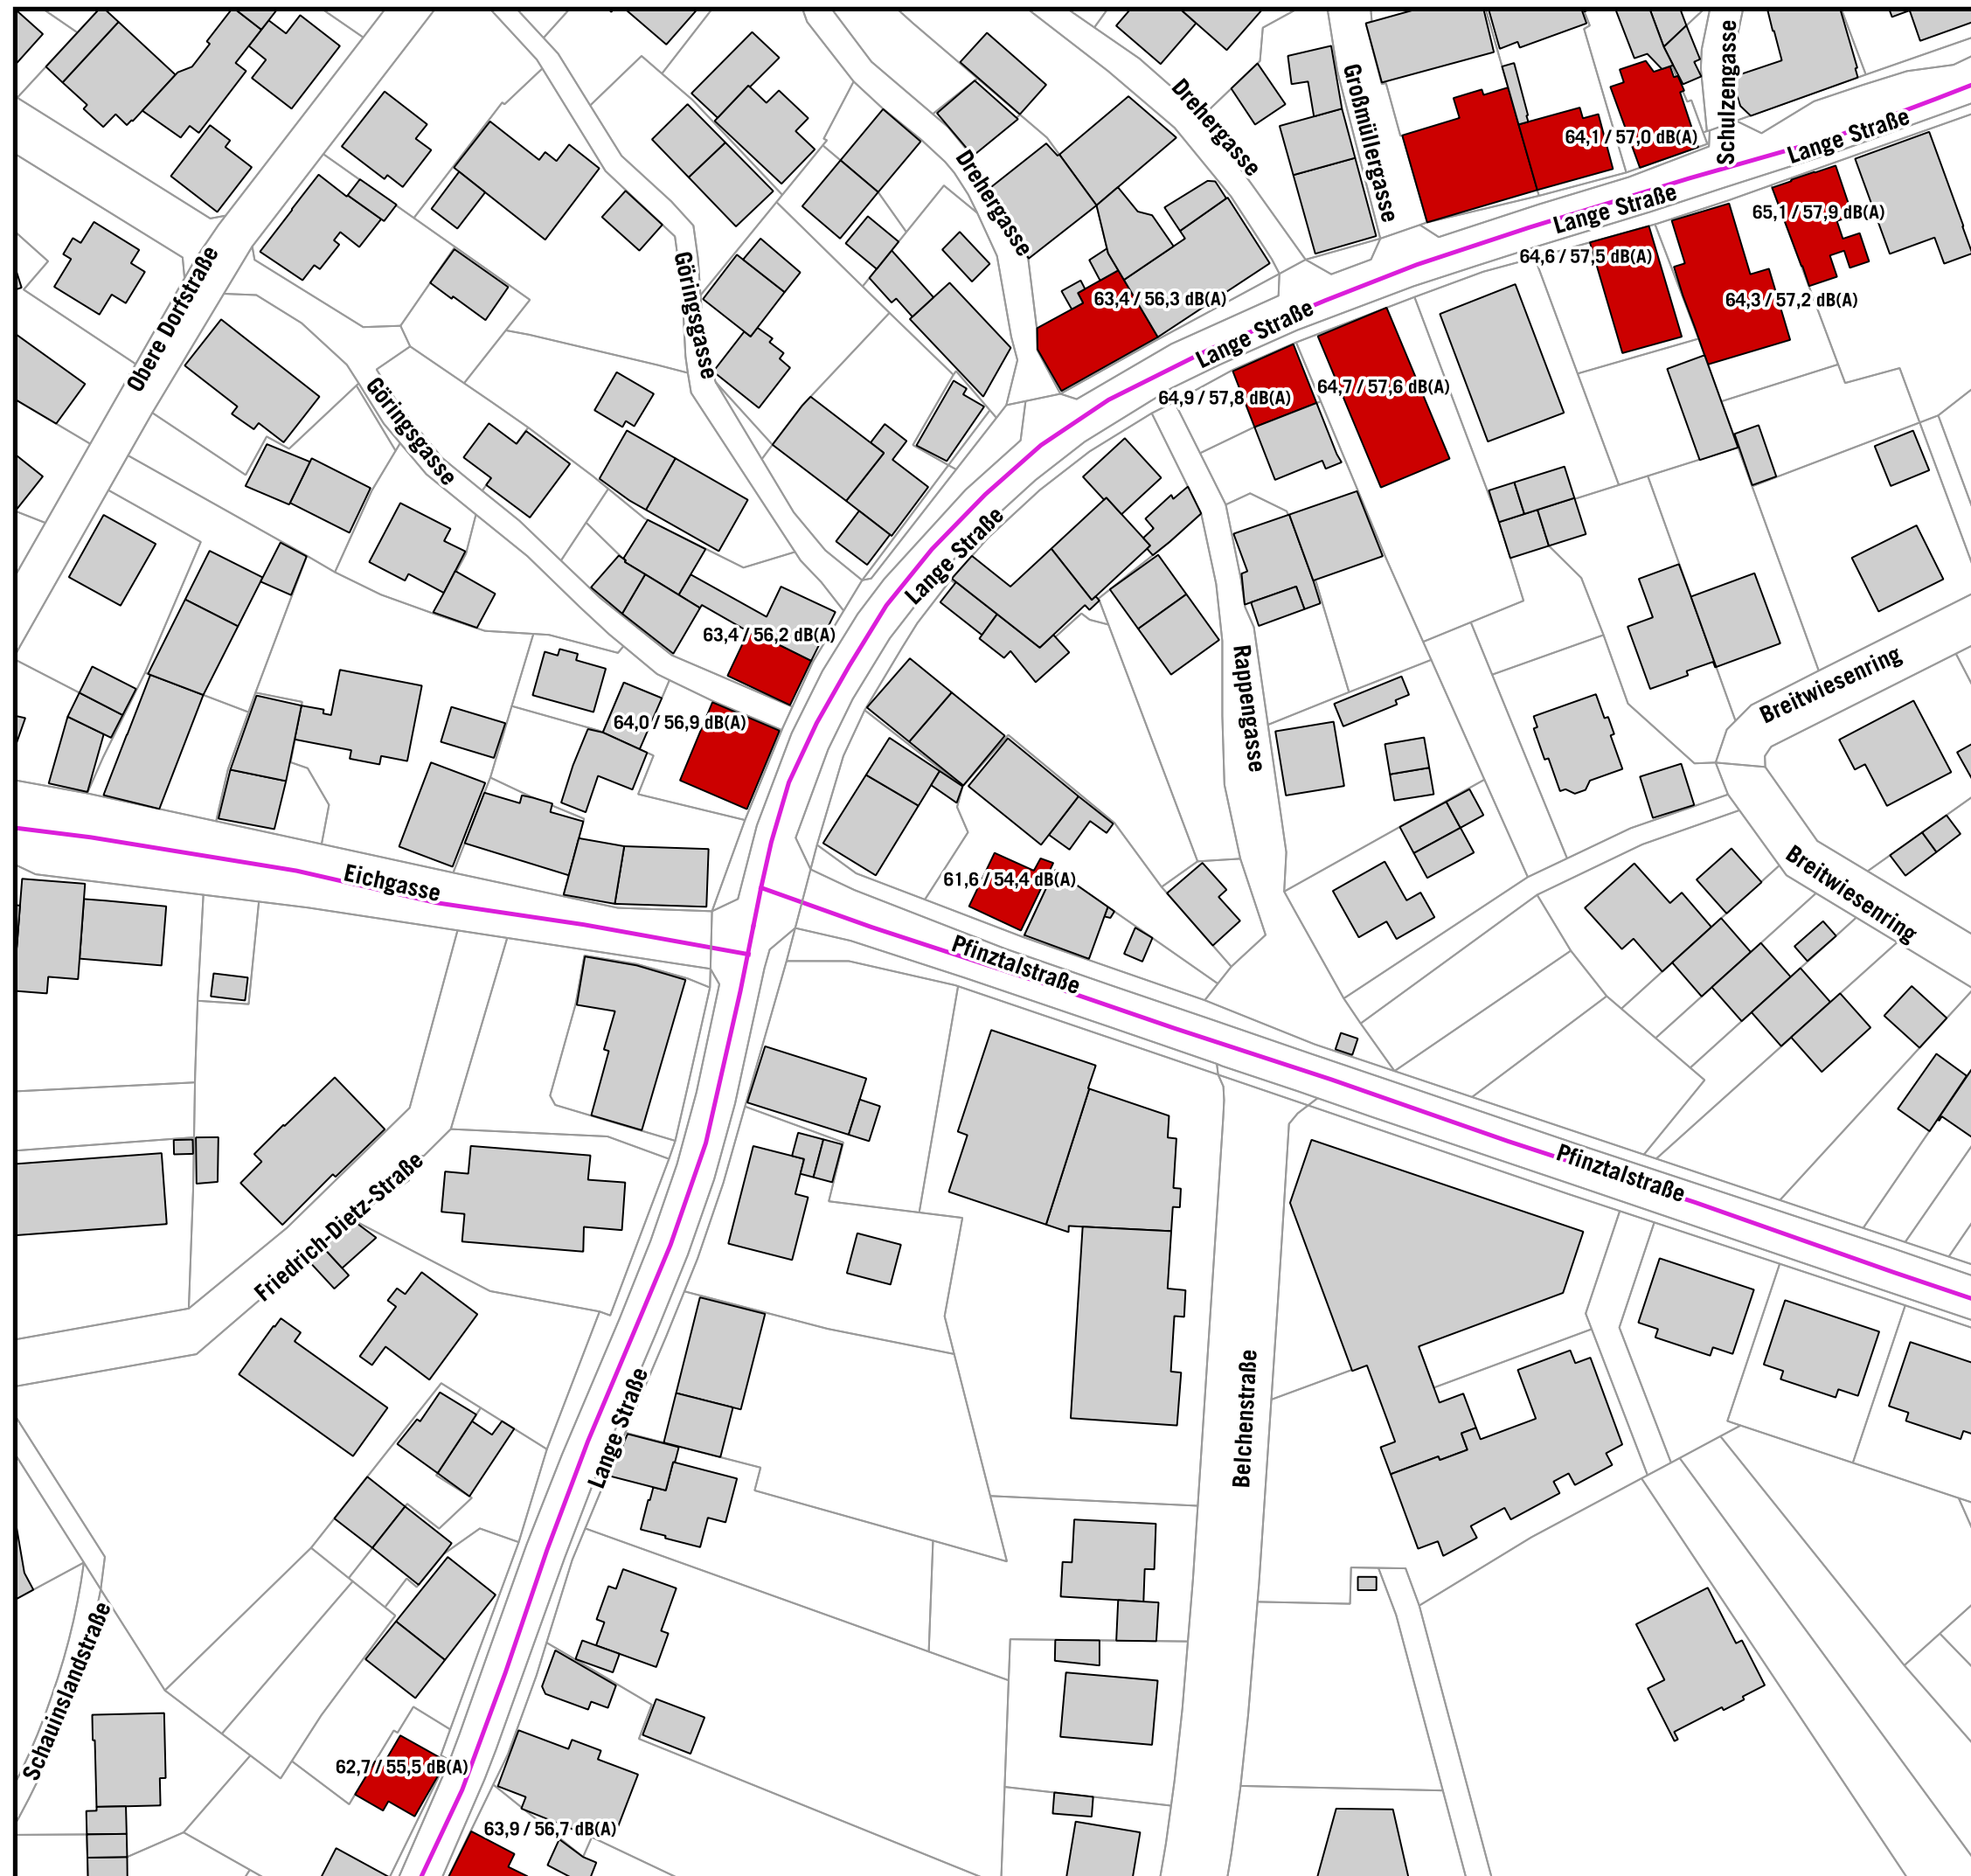 Schulzengasse
Großmüllergasse
Drehergasse
Lange Straße
64,1 / 57,0 dB(A)
Drehergasse
Lange Straße
65,1 / 57,9 dB(A)
Göringsgasse
64,6 / 57,5 dB(A)
Obere Dorfstraße
63,4 / 56,3 dB(A)
64,3 / 57,2 dB(A)
Lange Straße
64,7 / 57,6 dB(A)
64,9 / 57,8 dB(A)
Göringsgasse
Lange Straße
63,4 / 56,2 dB(A)
Breitwiesenring
Rappengasse
64,0 / 56,9 dB(A)
Eichgasse
61,6 / 54,4 dB(A)
Breitwiesenring
Pfinztalstraße
Pfinztalstraße
Friedrich-Dietz-Straße
Belchenstraße
Lange Straße
Schauinslandstraße
62,7 / 55,5 dB(A)
63,9 / 56,7 dB(A)